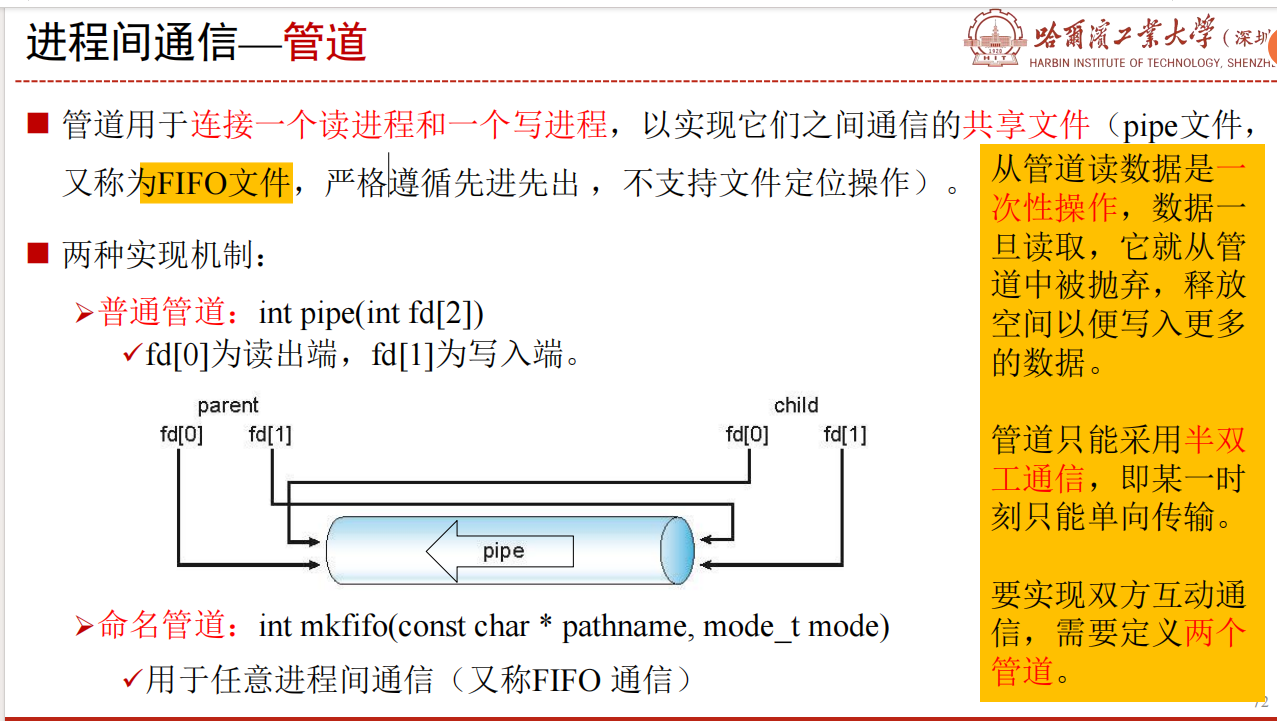 进程间通信—管道
哈爾濱工業大學(深圳
HARBIN INSTITUTE OF TECHNOLOGY, SHENZH
1920
HIT
管道用于连接一个读进程和一个写进程，以实现它们之间通信的共享文件（pipe文件，
又称为FIFO文件，严格遵循先进先出 ，不支持文件定位操作）。
两种实现机制：
普通管道：int pipe(int fd[2])
fd[0]为读出端，fd[1]为写入端。
parent
child
fd[0]
fd[1]
fd[0]
fd[1]
pipe
命名管道：int mkfifo(const char * pathname, mode_t mode)
用于任意进程间通信（又称FIFO 通信）
从管道读数据是一
次性操作，数据一
旦读取，它就从管
道中被抛弃，释放
空间以便写入更多
的数据。
管道只能采用半双
工通信，即某一时
刻只能单向传输。
要实现双方互动通
信，需要定义两个
管道。
72